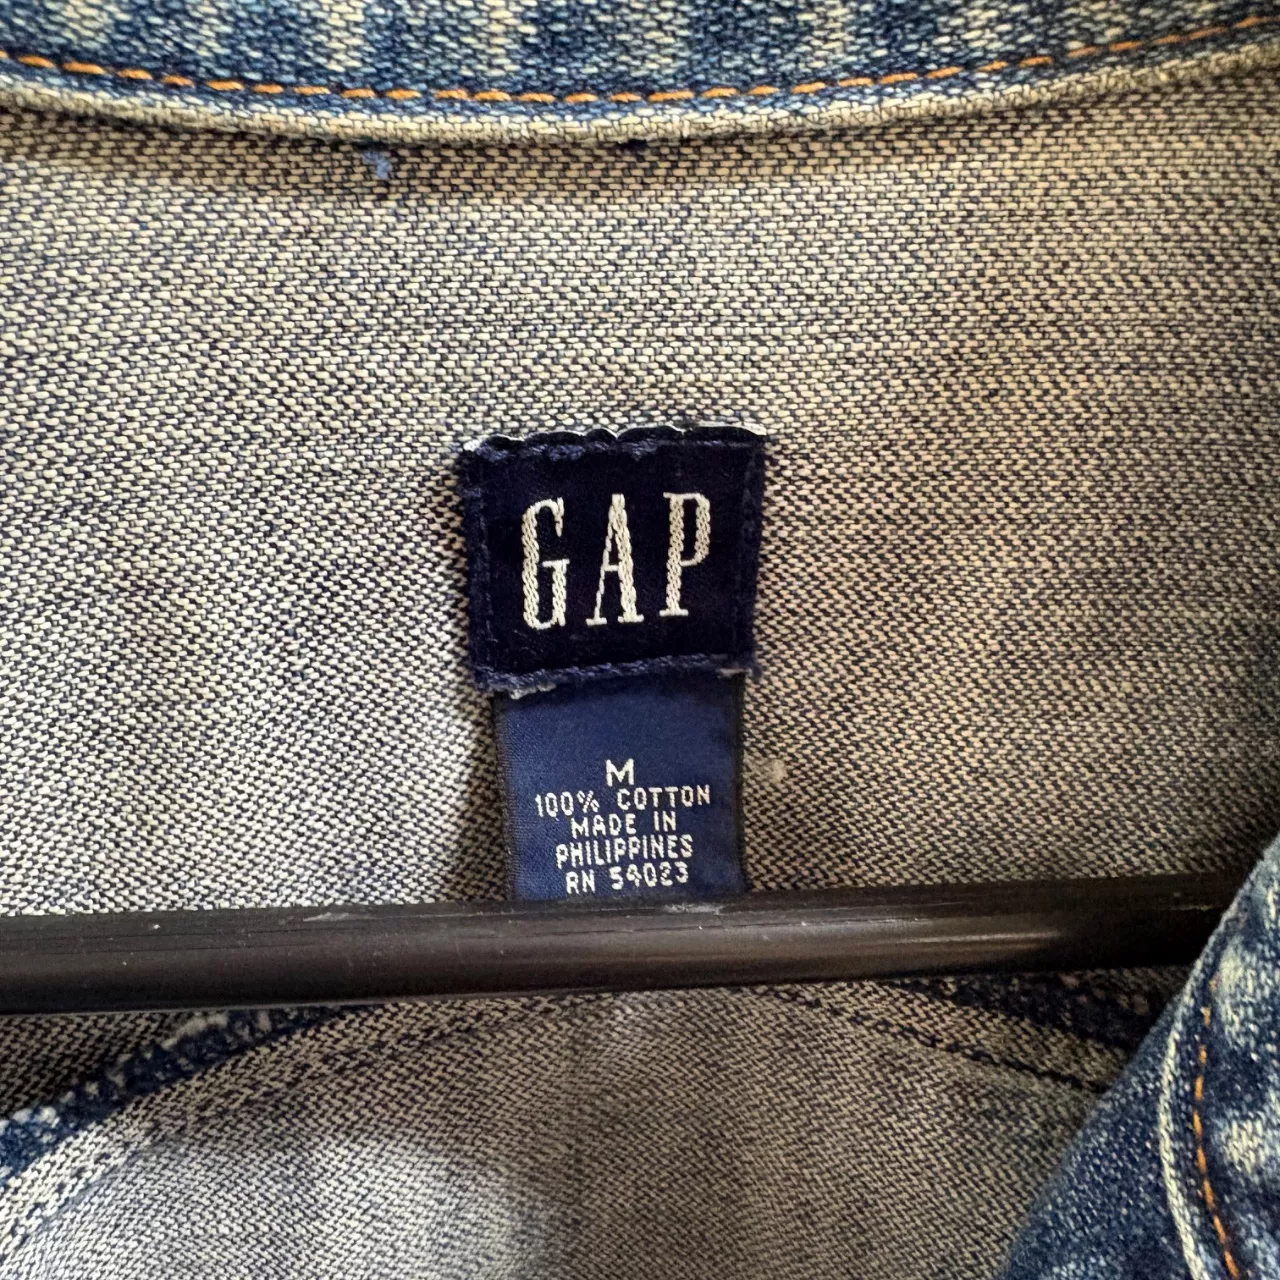 GAP
M
100% COTTON
MADE IN
PHILIPPINES
RN 54023